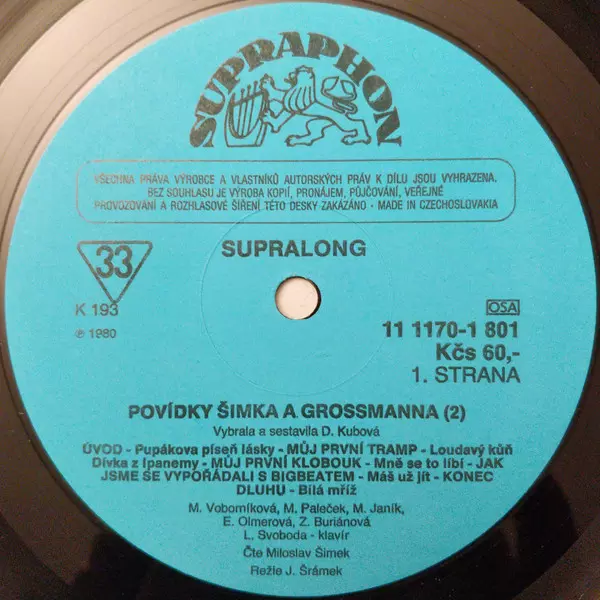 SUPRAPHON
VŠECHNA PRÁVA VÝROBCE A VLASTNÍKŮ AUTORSKÝCH PRÁV K DÍLU JSOU VYHRAZENA.
BEZ SOUHLASU JE VÝROBA KOPIÍ, PRONÁJEM, PŮJČOVÁNÍ, VEŘEJNÉ
PROVOZOVÁNÍ A ROZHLASOVÉ ŠÍŘENÍ TÉTO DESKY ZAKÁZÁNO - MADE IN CZECHOSLOVAKIA
SUPRALONG
33
K 193
℗ 1980
OSA
11 1170-1 801
Kčs 60,-
1. STRANA
POVÍDKY ŠIMKA A GROSSMANNA (2)
Vybrala a sestavila D. Kubová
ÚVOD - Pupákova píseň lásky - MŮJ PRVNÍ TRAMP - Loudavý kůň
Dívka z Ipanemy - MŮJ PRVNÍ KLOBOUK - Mně se to líbí - JAK
JSME SE VYPOŘÁDALI S BIGBEATEM - Máš už jít - KONEC
DLUHU - Bílá mříž
M. Voborníková, M. Paleček, M. Janík,
E. Olmerová, Z. Buriánová
L. Svoboda - klavír
Čte Miloslav Šimek
Režie J. Šrámek